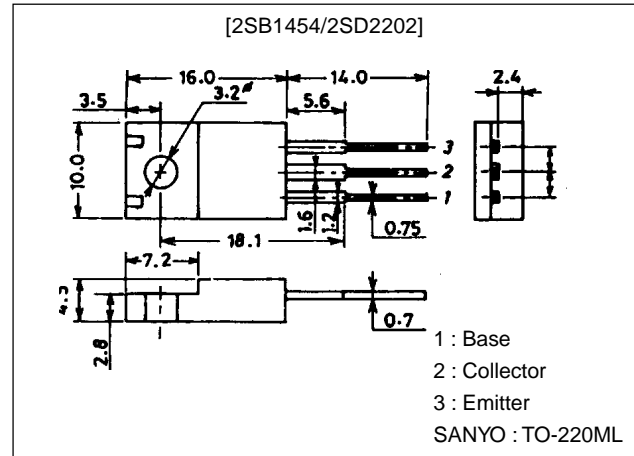 [2SB1454/2SD2202]
16.0
14.0
2.4
3.5
3.2ø
5.6
3
2
1
10.0
1.6
1.2
0.75
18.1
7.2
2.8
0.7
1 : Base
2 : Collector
3 : Emitter
SANYO : TO-220ML